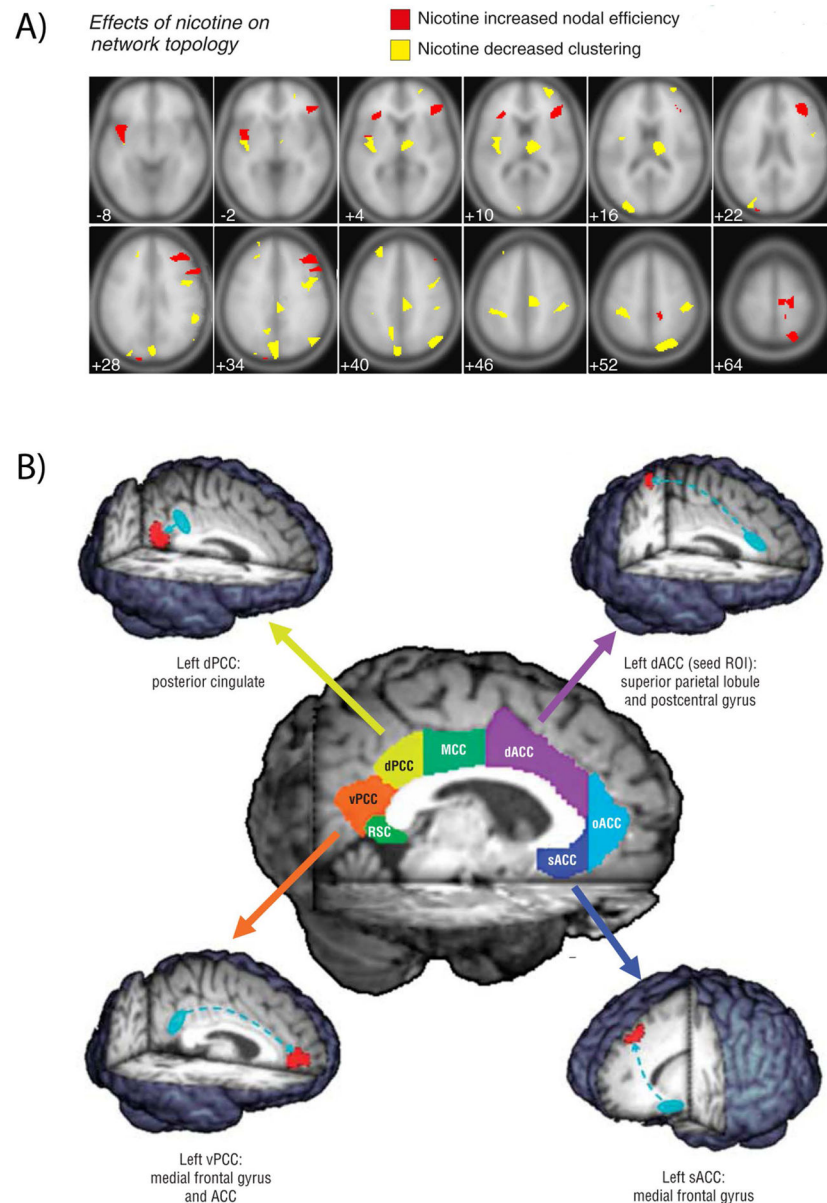 A)
Effects of nicotine on
network topology
Nicotine increased nodal efficiency
Nicotine decreased clustering
-8
-2
+4
+10
+16
+22
+28
+34
+40
+46
+52
+64
B)
Left dPCC:
posterior cingulate
Left dACC (seed ROI):
superior parietal lobule
and postcentral gyrus
dPCC
MCC
dACC
vPCC
RSC
oACC
sACC
Left vPCC:
medial frontal gyrus
and ACC
Left sACC:
medial frontal gyrus